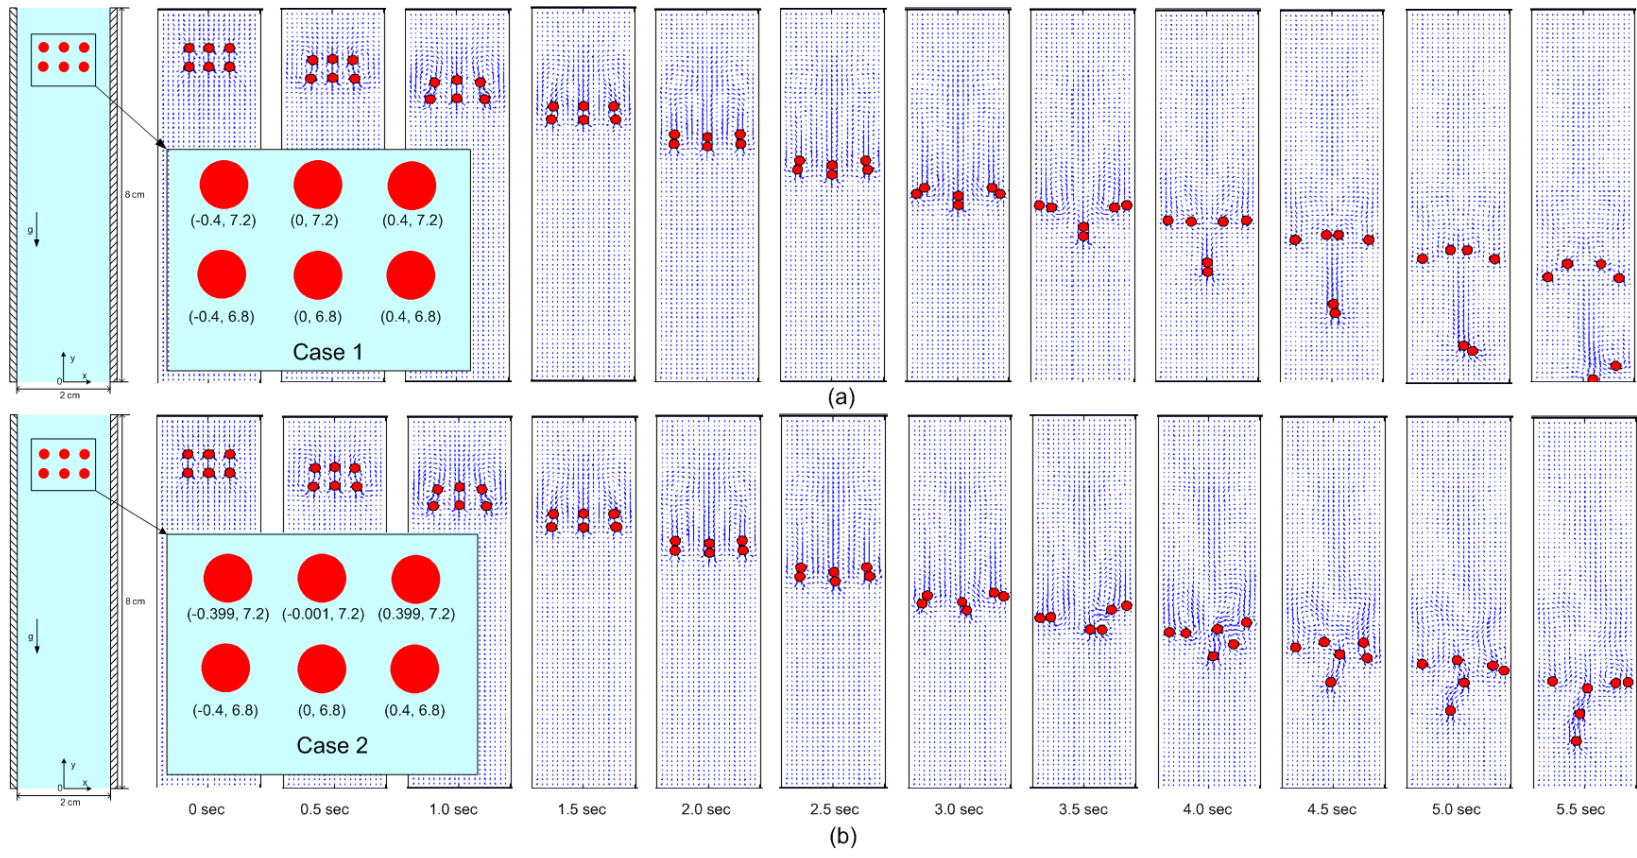 8 cm
g
y
0
x
2 cm
(-0.4, 7.2) (0, 7.2) (0.4, 7.2)
(-0.4, 6.8) (0, 6.8) (0.4, 6.8)
Case 1
(a)
8 cm
g
y
0
x
2 cm
(-0.399, 7.2) (-0.001, 7.2) (0.399, 7.2)
(-0.4, 6.8) (0, 6.8) (0.4, 6.8)
Case 2
0 sec 0.5 sec 1.0 sec 1.5 sec 2.0 sec 2.5 sec 3.0 sec 3.5 sec 4.0 sec 4.5 sec 5.0 sec 5.5 sec
(b)